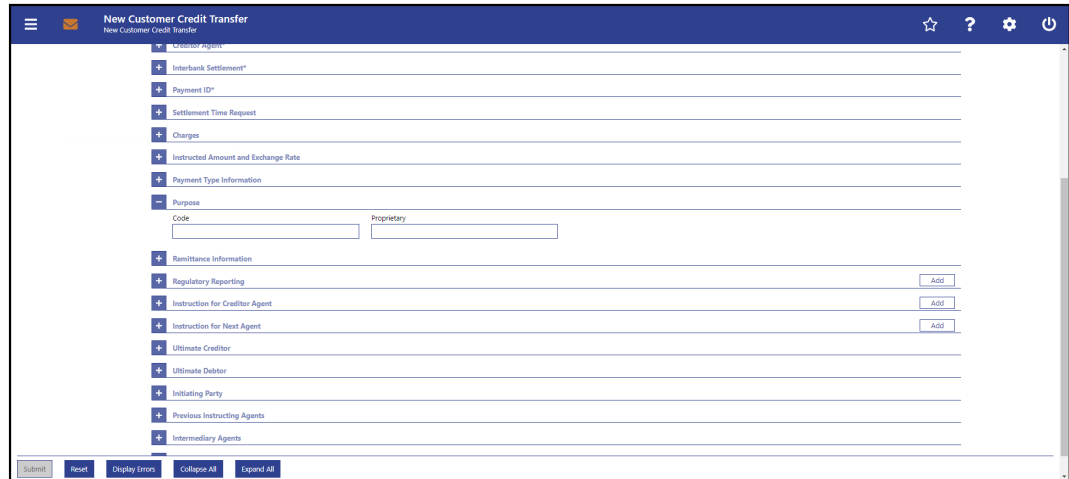 New Customer Credit Transfer
New Customer Credit Transfer
?
+ Creditor Agent*
+ Interbank Settlement*
+ Payment ID*
+ Settlement Time Request
+ Charges
+ Instructed Amount and Exchange Rate
+ Payment Type Information
− Purpose
Code Proprietary
+ Remittance Information
+ Regulatory Reporting Add
+ Instruction for Creditor Agent Add
+ Instruction for Next Agent Add
+ Ultimate Creditor
+ Ultimate Debtor
+ Initiating Party
+ Previous Instructing Agents
+ Intermediary Agents
Submit Reset Display Errors Collapse All Expand All